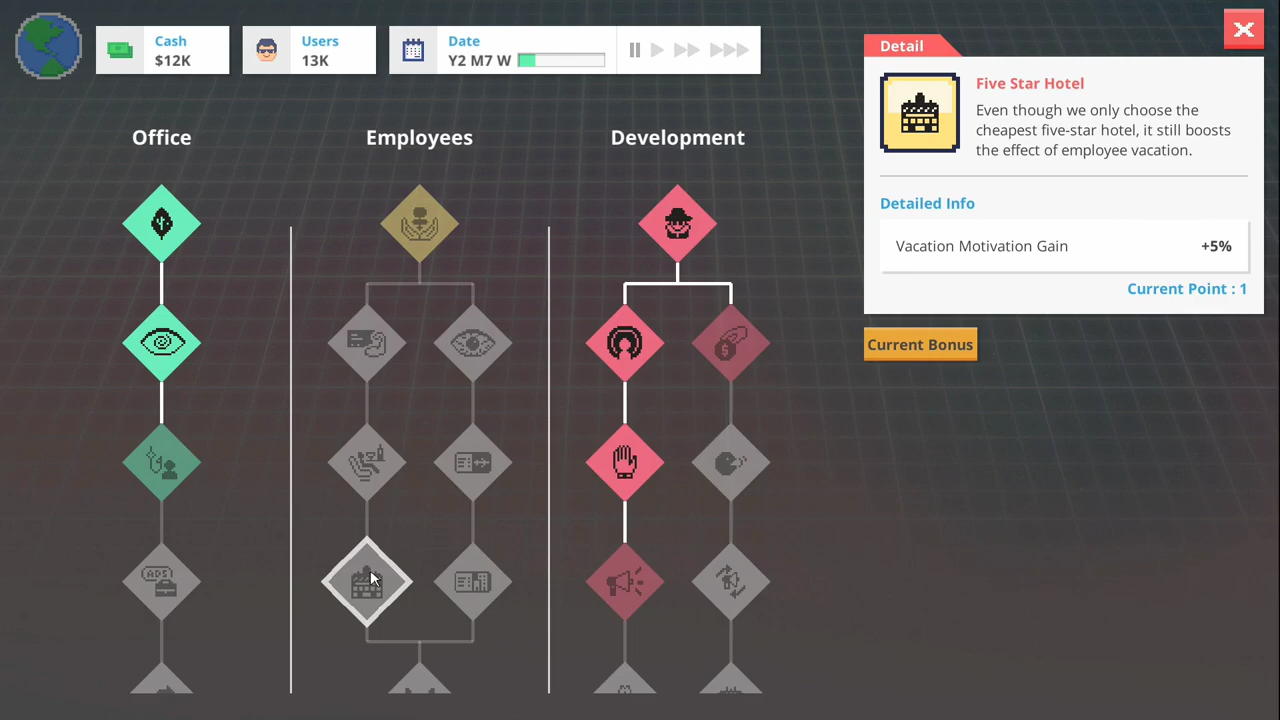 Cash
$12K
Users
13K
Date
Y2 M7 W
Detail
Five Star Hotel
Even though we only choose the
cheapest five-star hotel, it still boosts
the effect of employee vacation.
Detailed Info
Vacation Motivation Gain +5%
Current Point : 1
Current Bonus
Office
Employees
Development
ADS